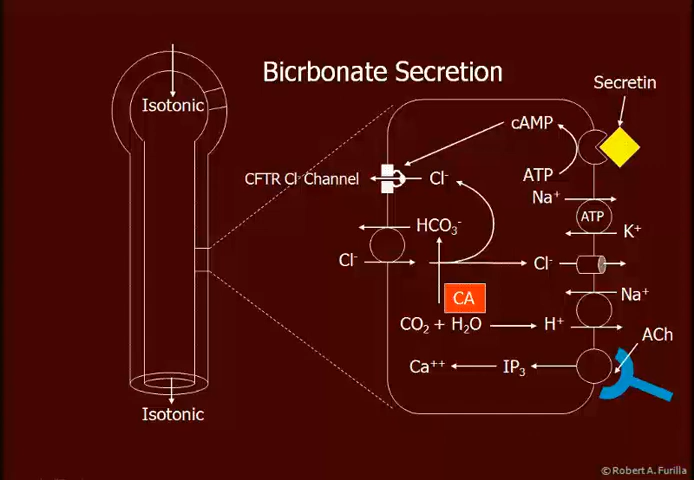 Bicrbonate Secretion
Secretin
Isotonic
cAMP
CFTR Cl⁻ Channel
Cl⁻
ATP
Na⁺
ATP
HCO₃⁻
K⁺
Cl⁻
Cl⁻
CA
Na⁺
CO₂ + H₂O
H⁺
ACh
Ca⁺⁺
IP₃
Isotonic
© Robert A. Furilla